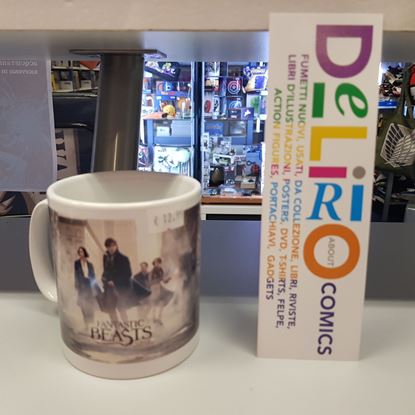 DeLiRiO
ABOUT
COMICS
FUMETTI NUOVI, USATI, DA COLLEZIONE, LIBRI, RIVISTE,
LIBRI D'ILLUSTRAZIONI, POSTERS, DVD, T-SHIRTS, FELPE,
ACTION FIGURES, PORTACHIAVI, GADGETS
FANTASTIC
BEASTS